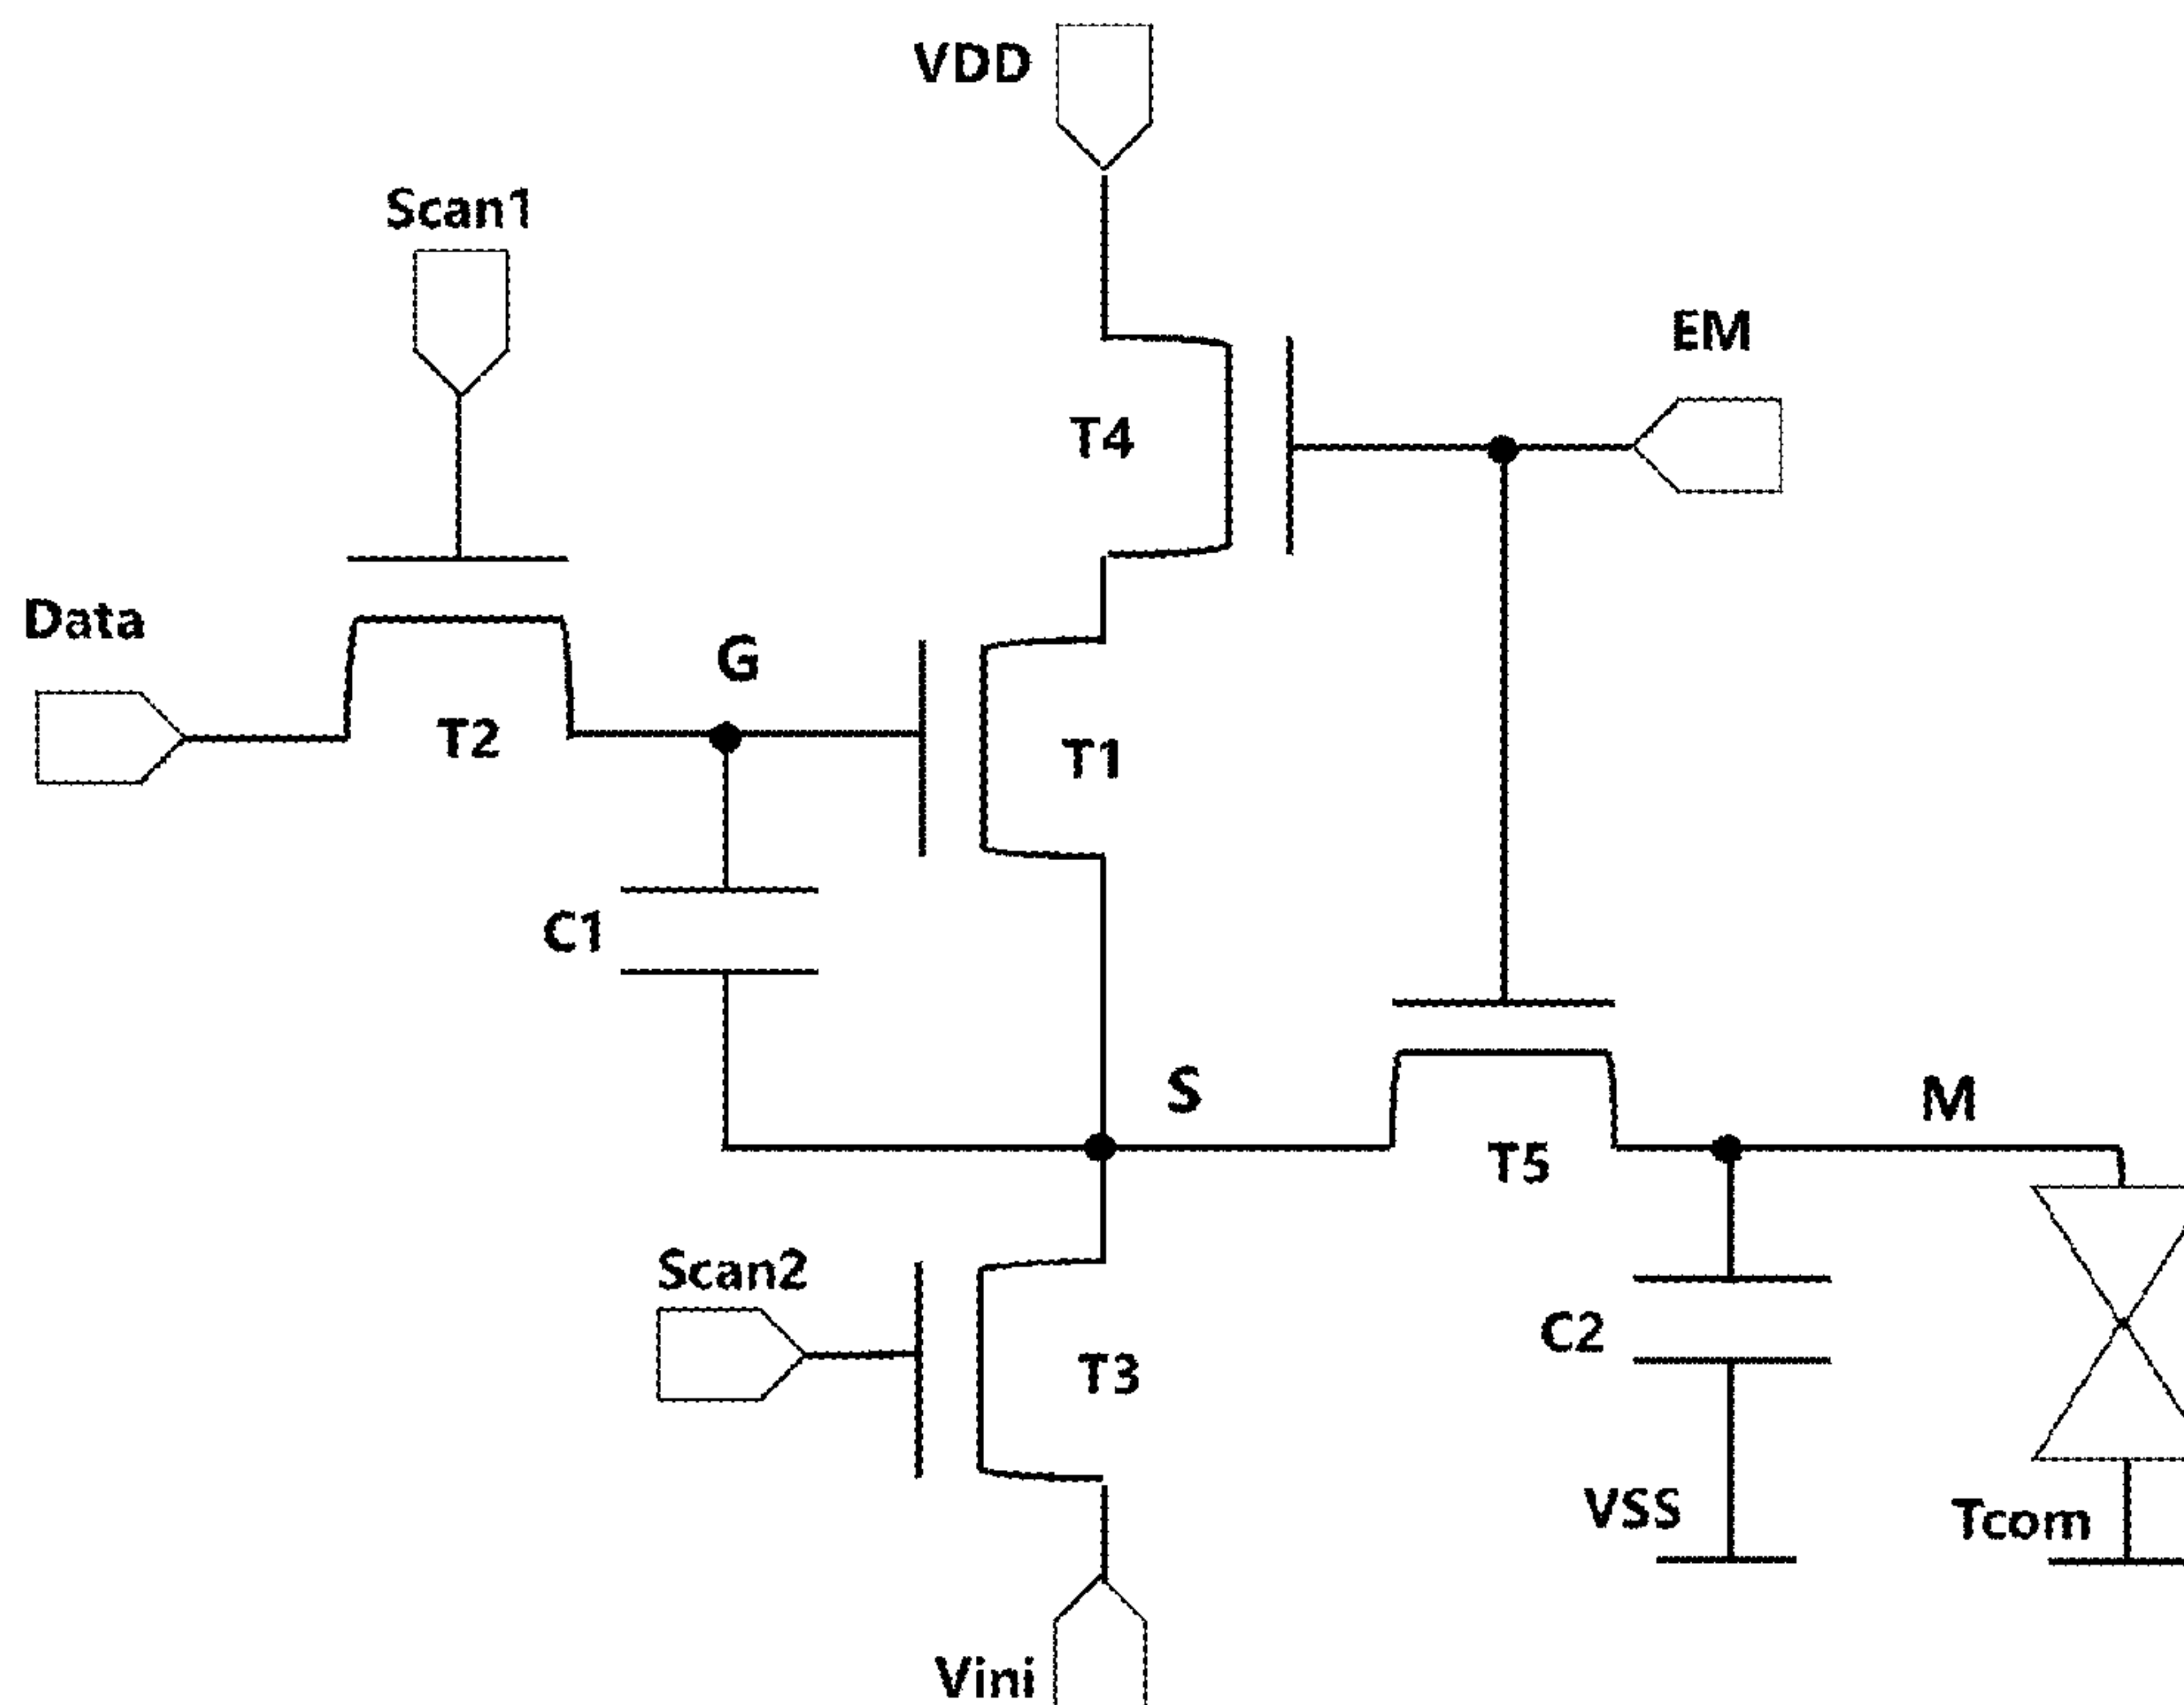 VDD
Scan1
EM
T4
Data
G
T2
T1
C1
S
M
T5
Scan2
C2
T3
VSS
Tcom
Vini